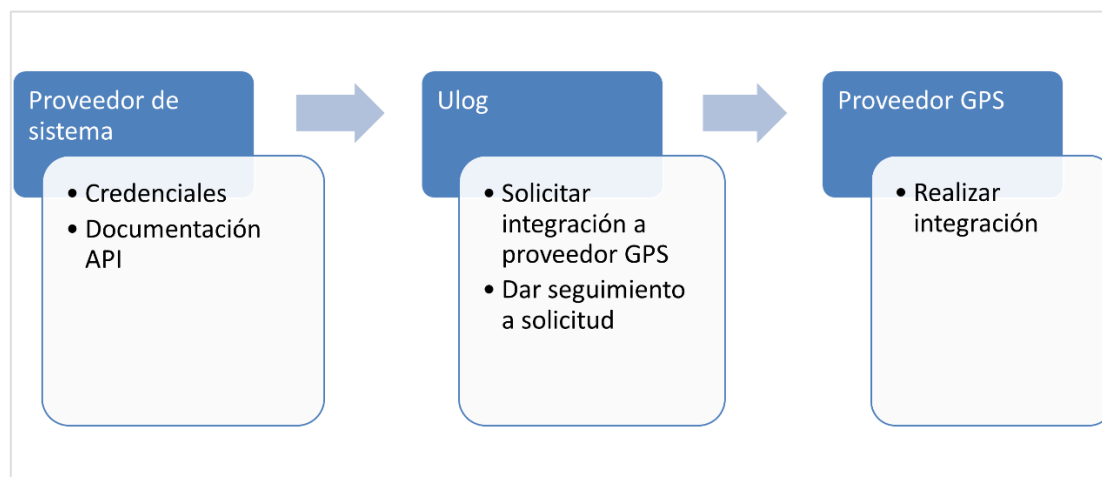 Proveedor de
sistema
• Credenciales
• Documentación
API
Ulog
• Solicitar
integración a
proveedor GPS
• Dar seguimiento
a solicitud
Proveedor GPS
• Realizar
integración